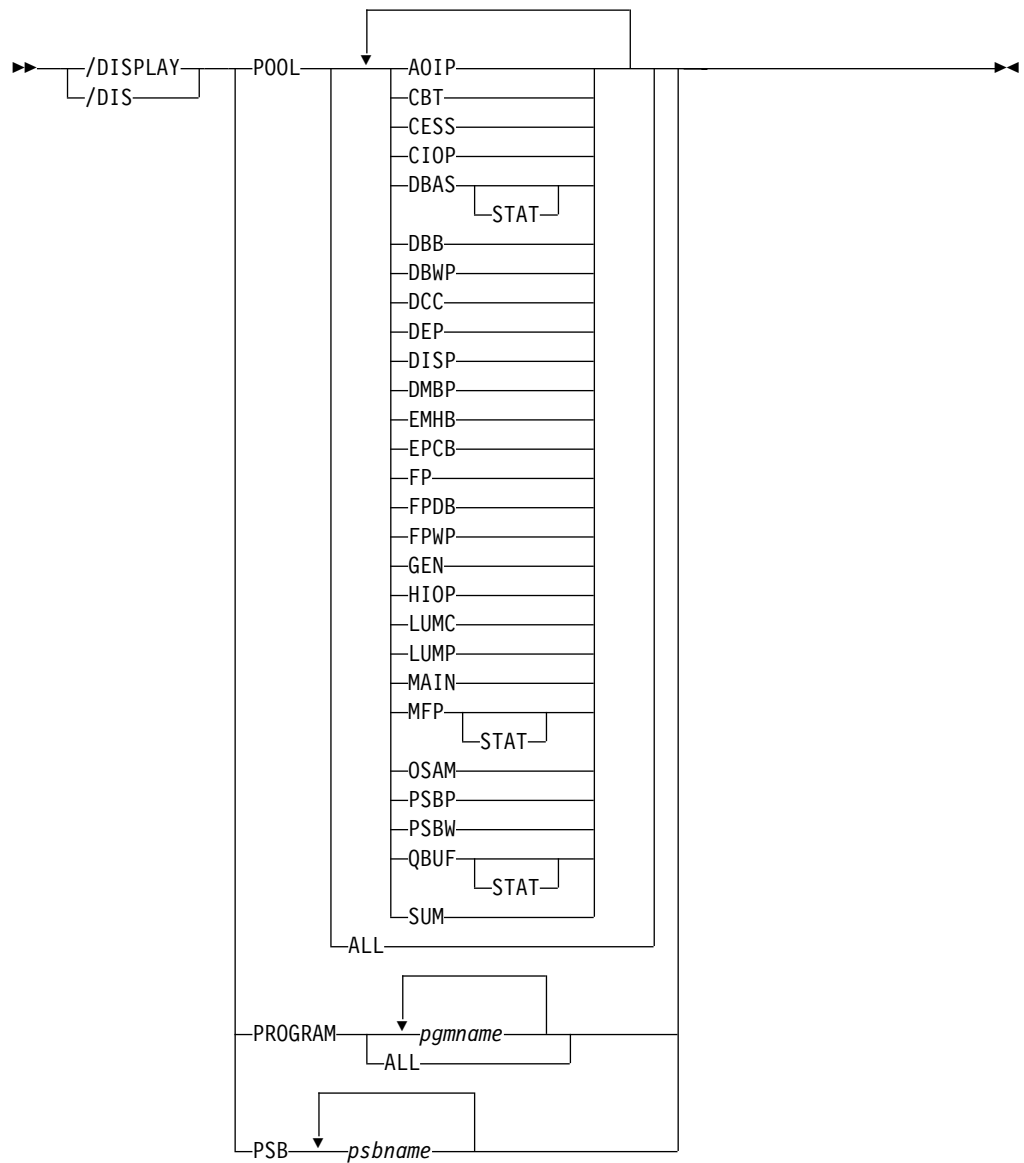 /DISPLAY POOL AOIP
/DIS CBT
CESS
CIOP
DBAS
STAT
DBB
DBWP
DCC
DEP
DISP
DMBP
EMHB
EPCB
FP
FPDB
FPWP
GEN
HIOP
LUMC
LUMP
MAIN
MFP
STAT
OSAM
PSBP
PSBW
QBUF
STAT
SUM
ALL
PROGRAM pgmname
ALL
PSB psbname